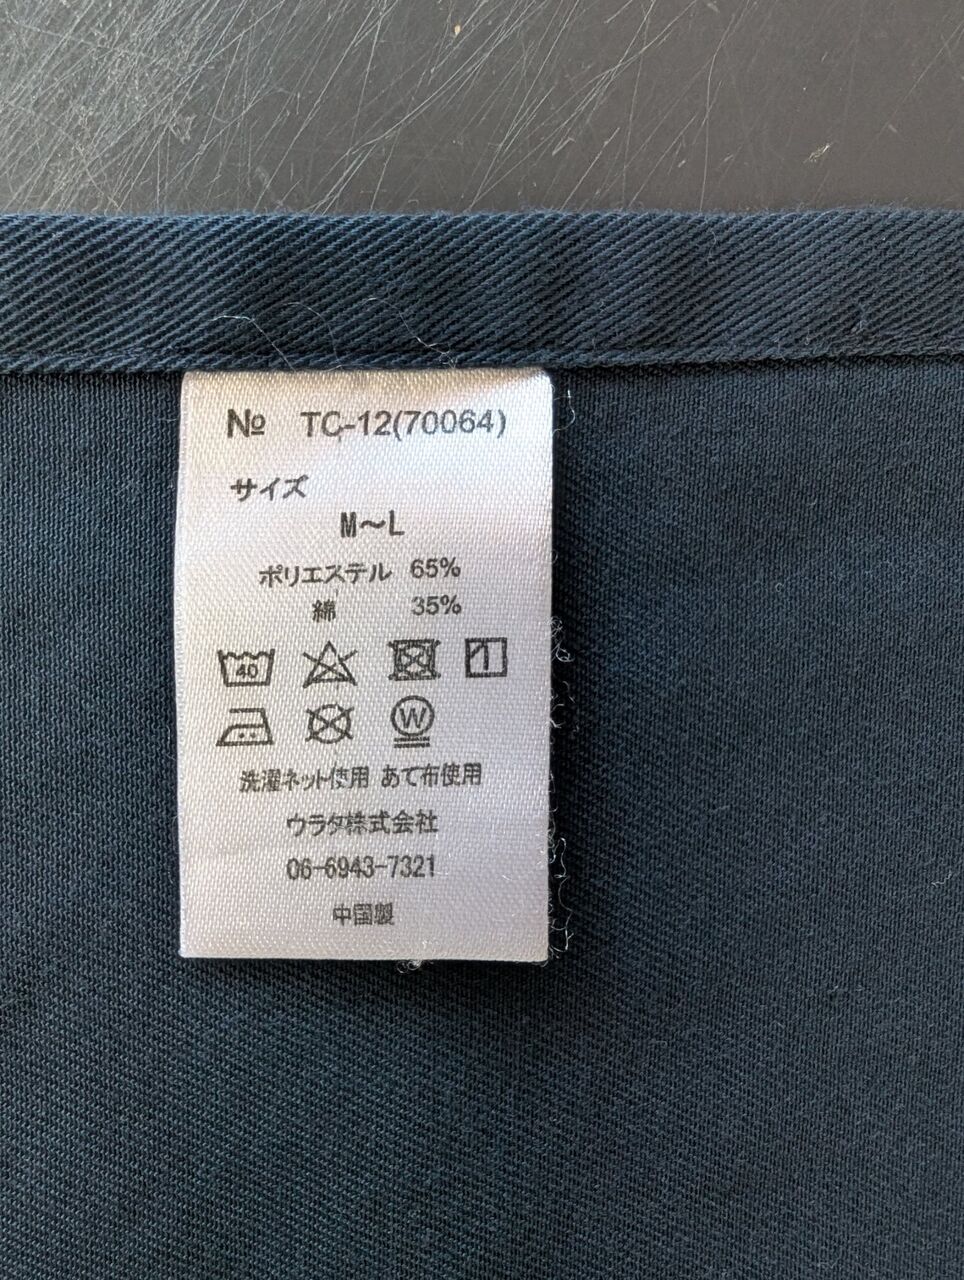 № TC-12(70064)
サイズ
M～L
ポリエステル 65%
綿 35%
40
W
洗濯ネット使用 あて布使用
ウラタ株式会社
06-6943-7321
中国製